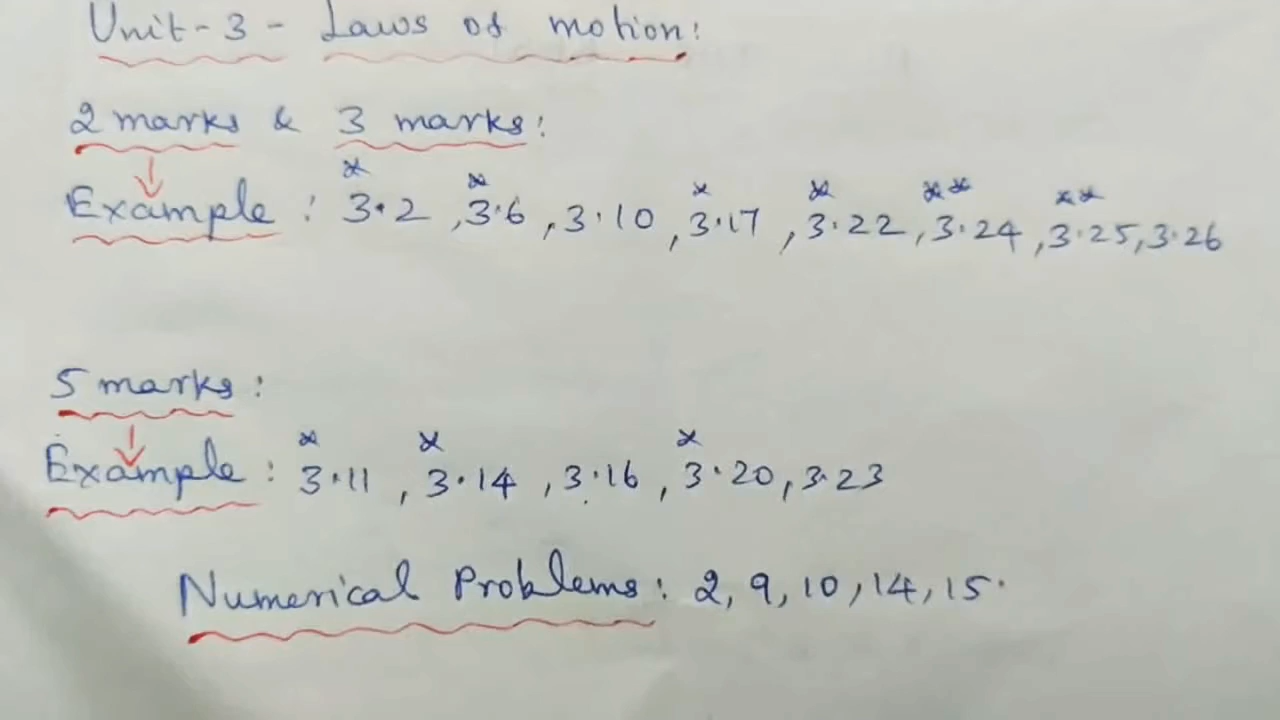 Unit-3- Laws of motion:
2 marks & 3 marks:
Example : 3.2, 3.6, 3.10, 3.17, 3.22, 3.24, 3.25, 3.26
5 marks:
Example : 3.11, 3.14, 3.16, 3.20, 3.23
Numerical Problems: 2, 9, 10, 14, 15.